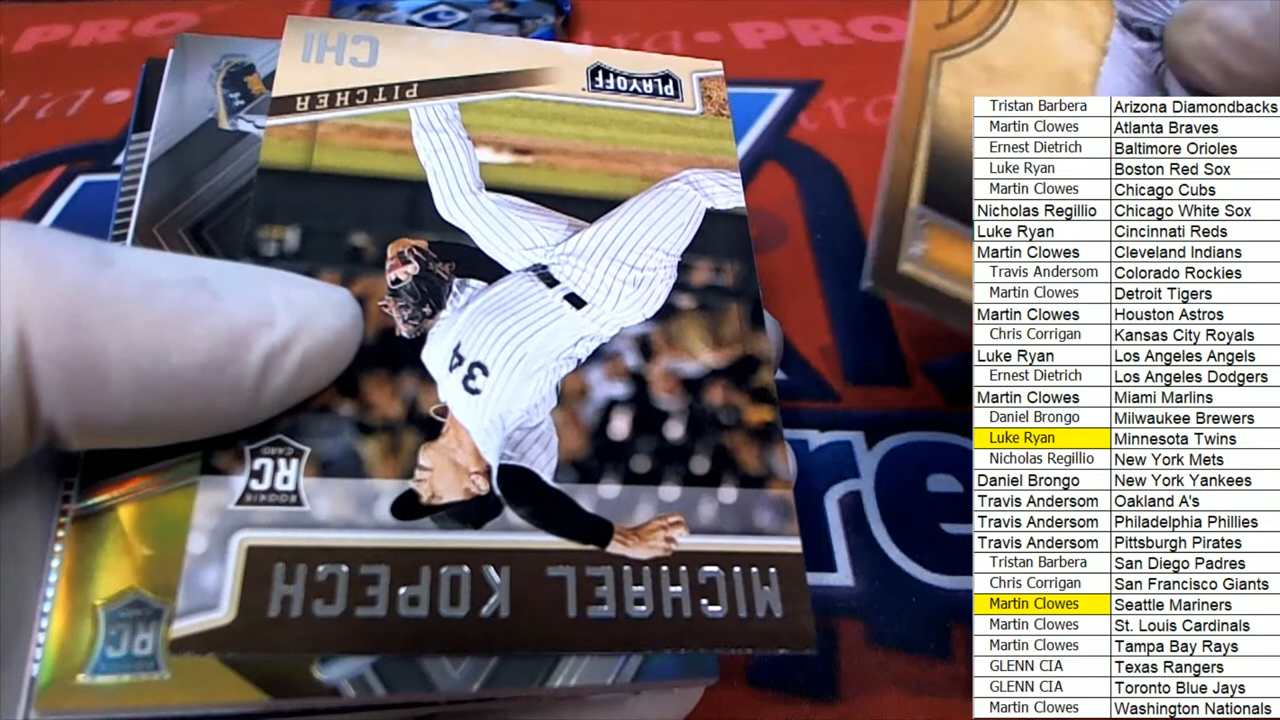 PRO
PRO
CHI
PITCHER
PLAYOFF
34
RC
ROOKIE
CARD
MICHAEL KOPECH
RC
re
Tristan Barbera Arizona Diamondbacks
Martin Clowes Atlanta Braves
Ernest Dietrich Baltimore Orioles
Luke Ryan Boston Red Sox
Martin Clowes Chicago Cubs
Nicholas Regillio Chicago White Sox
Luke Ryan Cincinnati Reds
Martin Clowes Cleveland Indians
Travis Andersom Colorado Rockies
Martin Clowes Detroit Tigers
Martin Clowes Houston Astros
Chris Corrigan Kansas City Royals
Luke Ryan Los Angeles Angels
Ernest Dietrich Los Angeles Dodgers
Martin Clowes Miami Marlins
Daniel Brongo Milwaukee Brewers
Luke Ryan Minnesota Twins
Nicholas Regillio New York Mets
Daniel Brongo New York Yankees
Travis Andersom Oakland A's
Travis Andersom Philadelphia Phillies
Travis Andersom Pittsburgh Pirates
Tristan Barbera San Diego Padres
Chris Corrigan San Francisco Giants
Martin Clowes Seattle Mariners
Martin Clowes St. Louis Cardinals
Martin Clowes Tampa Bay Rays
GLENN CIA Texas Rangers
GLENN CIA Toronto Blue Jays
Martin Clowes Washington Nationals